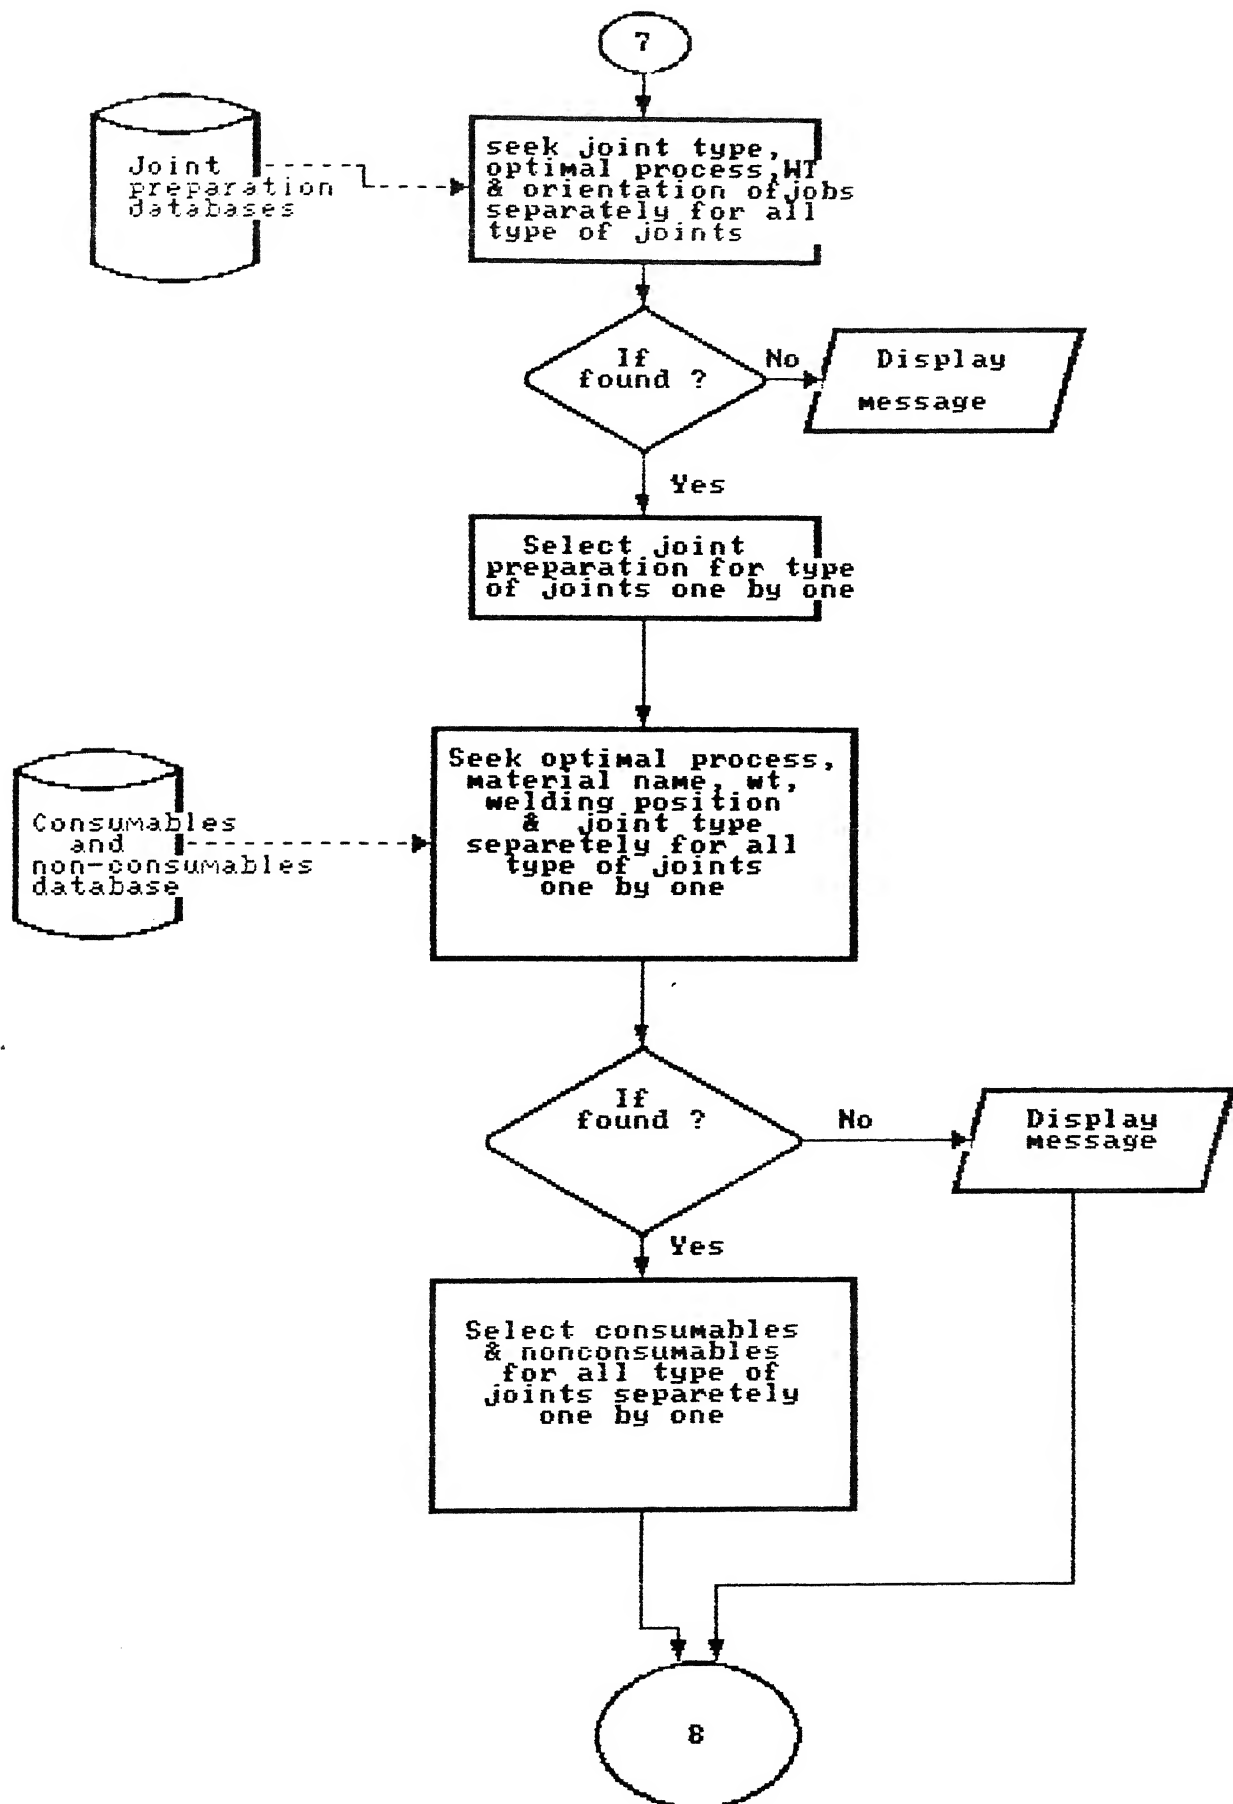 7
Joint
preparation
databases
seek joint type,
optimal process,WT
& orientation of jobs
separately for all
type of joints
If
found ?
No
Display
message
Yes
Select joint
preparation for type
of joints one by one
Consumables
and
non-consumables
database
Seek optimal process,
material name, wt,
welding position
& joint type
separetely for all
type of joints
one by one
If
found ?
No
Display
message
Yes
Select consumables
& nonconsumables
for all type of
joints separetely
one by one
8